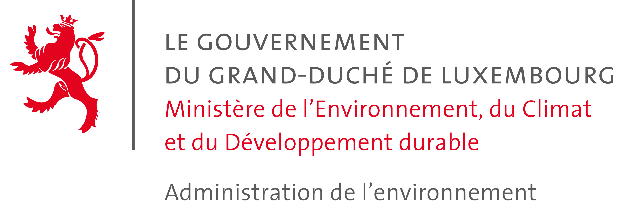 LE GOUVERNEMENT
DU GRAND-DUCHÉ DE LUXEMBOURG
Ministère de l'Environnement, du Climat
et du Développement durable
Administration de l'environnement